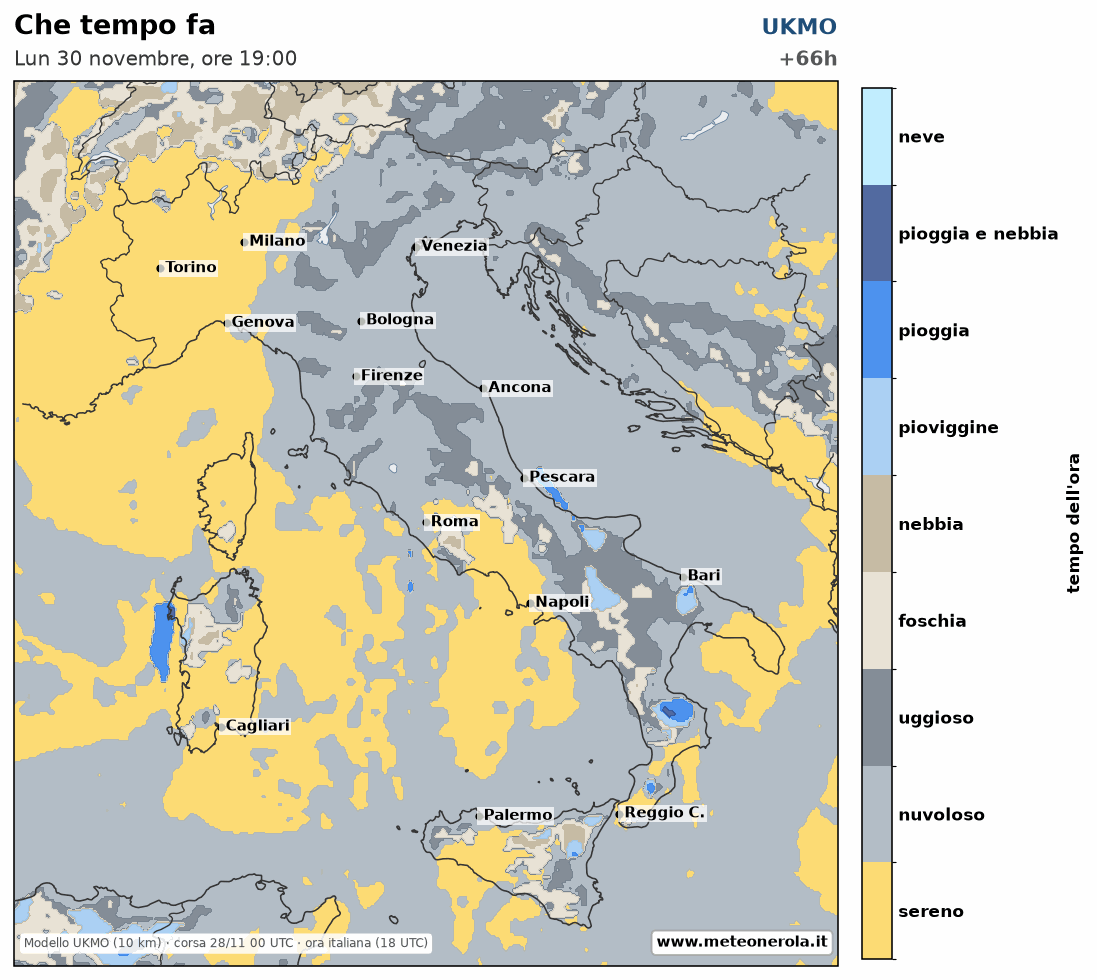 Che tempo fa
UKMO
Lun 30 novembre, ore 19:00
+66h
Milano
Venezia
Torino
Genova
Bologna
Firenze
Ancona
Pescara
Roma
Bari
Napoli
Cagliari
Palermo
Reggio C.
neve
pioggia e nebbia
pioggia
pioviggine
nebbia
foschia
uggioso
nuvoloso
sereno
tempo dell'ora
Modello UKMO (10 km) · corsa 28/11 00 UTC · ora italiana (18 UTC)
www.meteonerola.it